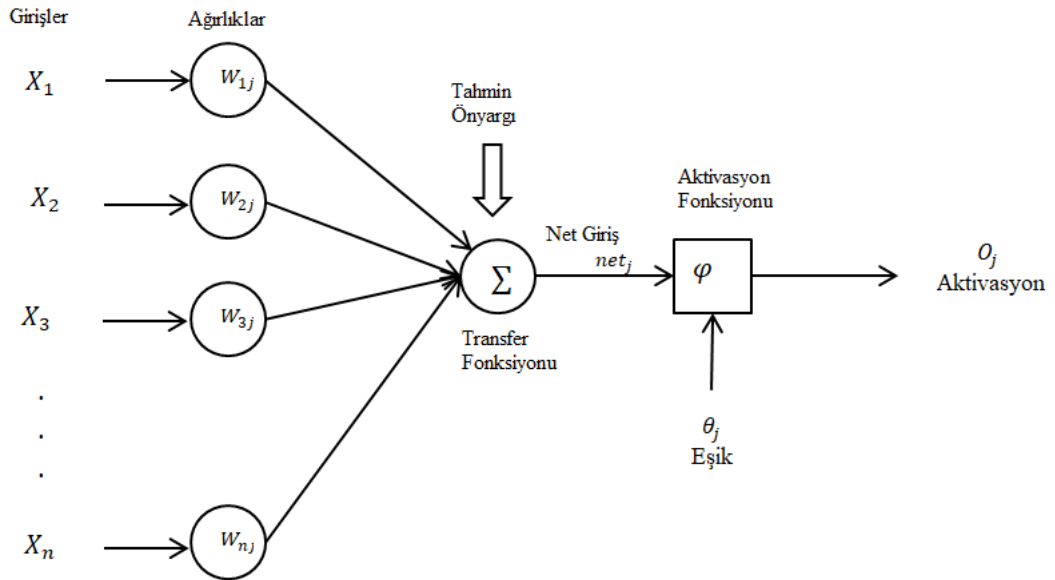 Girişler
Ağırlıklar
X1
W1j
Tahmin
Önyargı
X2
W2j
Aktivasyon
Fonksiyonu
Net Giriş
netj
Σ
φ
Oj
Aktivasyon
X3
W3j
Transfer
Fonksiyonu
.
.
.
θj
Eşik
Xn
Wnj